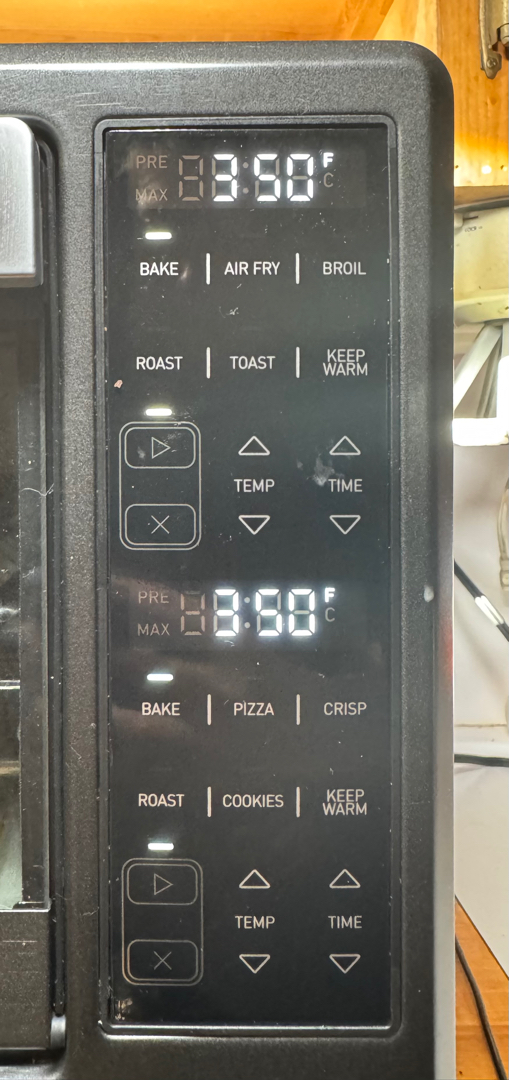 PRE 350 F
MAX C
BAKE | AIR FRY | BROIL
ROAST | TOAST | KEEP WARM
TEMP TIME
PRE 350 F
MAX C
BAKE | PIZZA | CRISP
ROAST | COOKIES | KEEP WARM
TEMP TIME